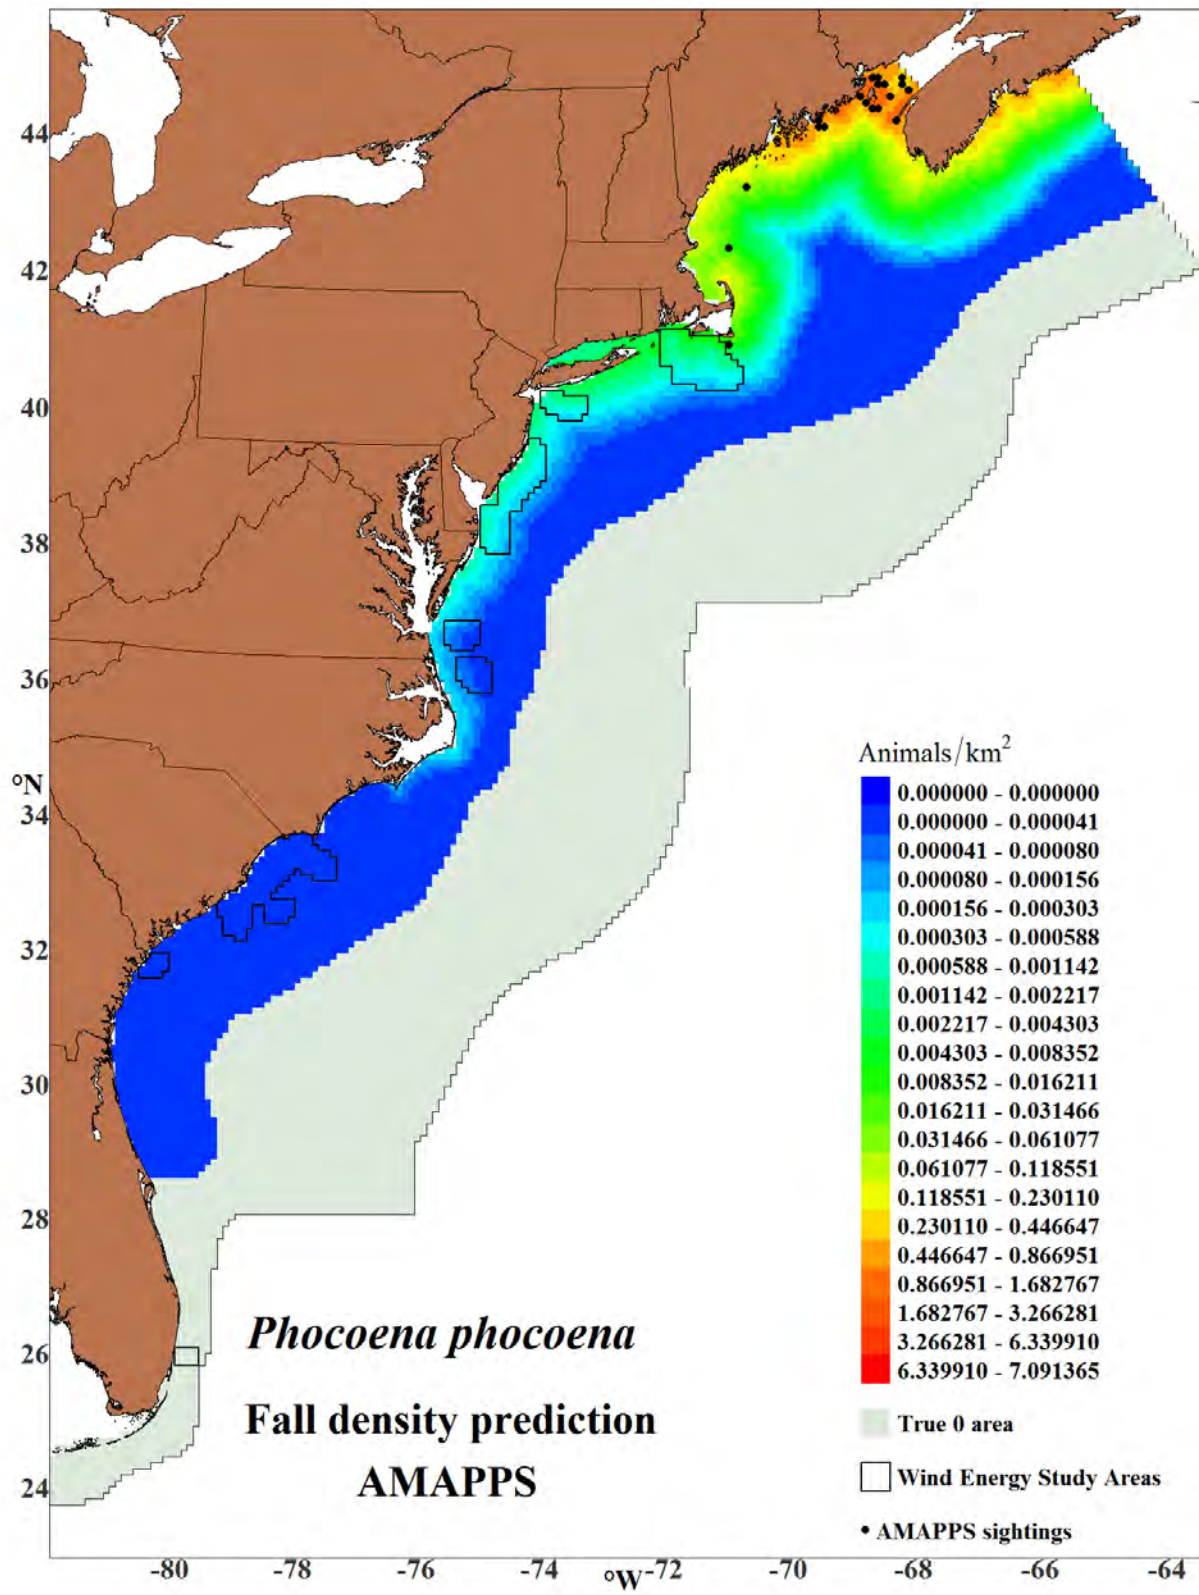 44
42
40
38
36
°N
34
32
30
28
26
24
Animals/km²
0.000000 - 0.000000
0.000000 - 0.000041
0.000041 - 0.000080
0.000080 - 0.000156
0.000156 - 0.000303
0.000303 - 0.000588
0.000588 - 0.001142
0.001142 - 0.002217
0.002217 - 0.004303
0.004303 - 0.008352
0.008352 - 0.016211
0.016211 - 0.031466
0.031466 - 0.061077
0.061077 - 0.118551
0.118551 - 0.230110
0.230110 - 0.446647
0.446647 - 0.866951
0.866951 - 1.682767
1.682767 - 3.266281
3.266281 - 6.339910
6.339910 - 7.091365
True 0 area
Wind Energy Study Areas
AMAPPS sightings
Phocoena phocoena
Fall density prediction
AMAPPS
-80 -78 -76 -74 -72 -70 -68 -66 -64
°W